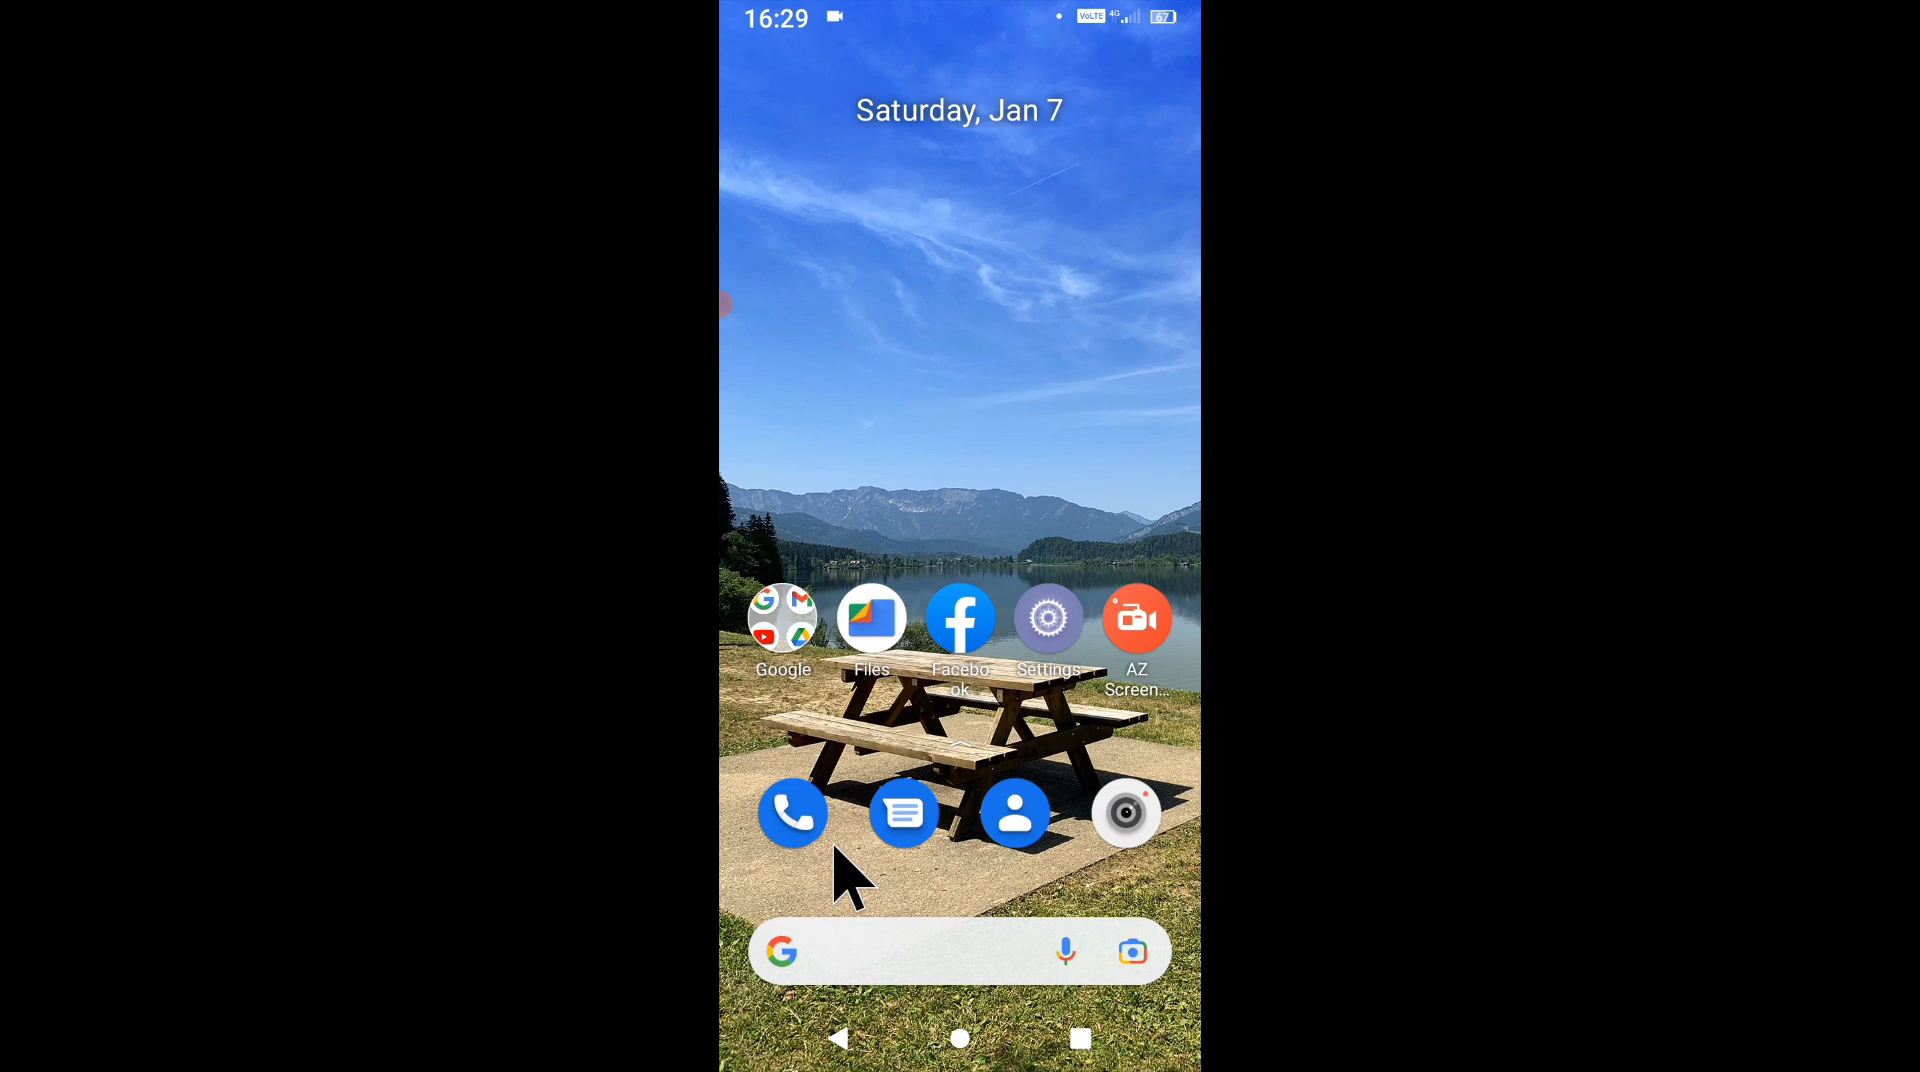 16:29
VoLTE 4G 67
Saturday, Jan 7
Google
Files
Facebo
ok
Settings
AZ
Screen...